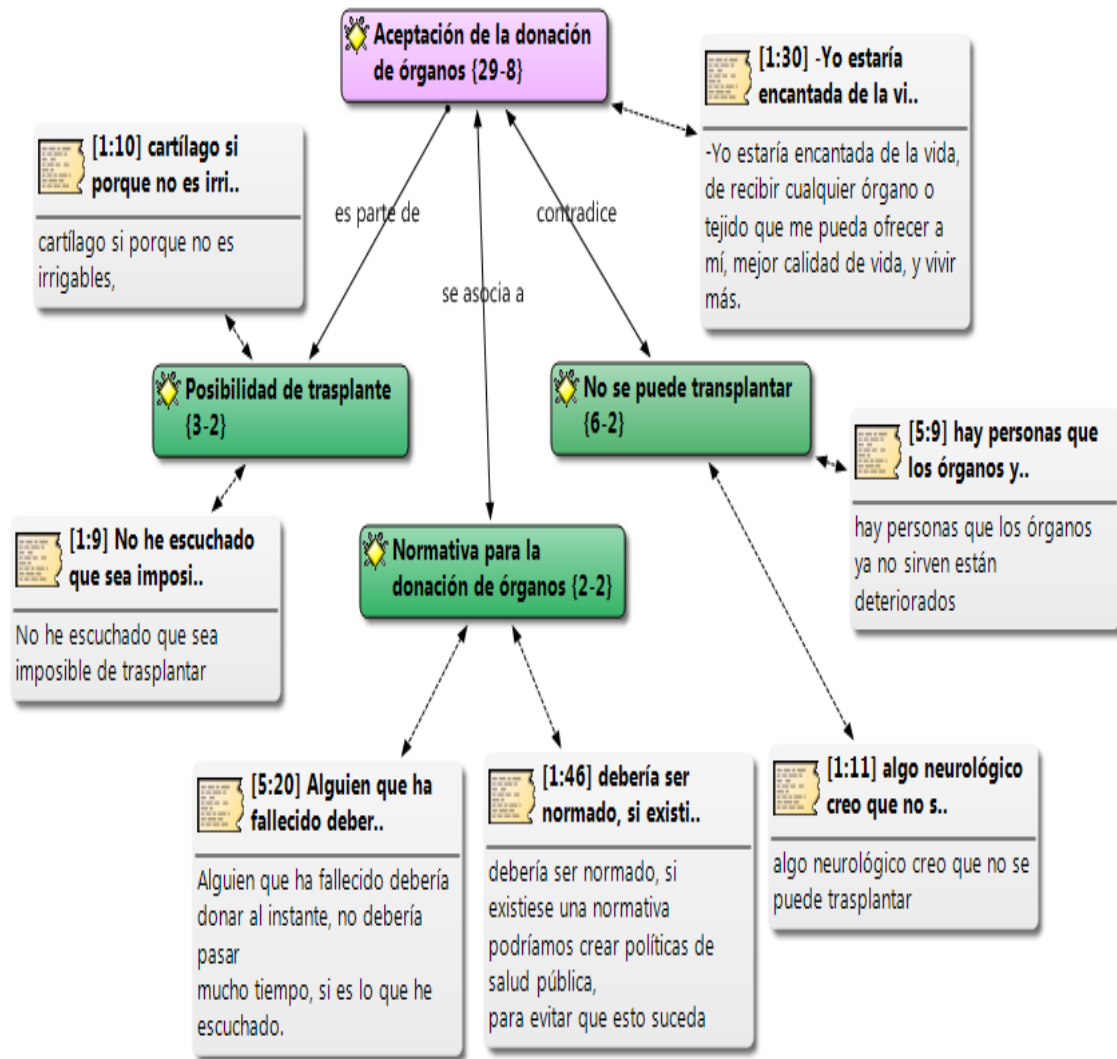 Aceptación de la donación
de órganos {29-8}
[1:30] -Yo estaría
encantada de la vi..
-Yo estaría encantada de la vida,
de recibir cualquier órgano o
tejido que me pueda ofrecer a
mí, mejor calidad de vida, y vivir
más.
[1:10] cartílago si
porque no es irri..
cartílago si porque no es
irrigables,
es parte de
contradice
se asocia a
Posibilidad de trasplante
{3-2}
No se puede transplantar
{6-2}
[5:9] hay personas que
los órganos y..
hay personas que los órganos
ya no sirven están
deteriorados
[1:9] No he escuchado
que sea imposi..
No he escuchado que sea
imposible de trasplantar
Normativa para la
donación de órganos {2-2}
[5:20] Alguien que ha
fallecido deber..
Alguien que ha fallecido debería
donar al instante, no debería
pasar
mucho tiempo, si es lo que he
escuchado.
[1:46] debería ser
normado, si existi..
debería ser normado, si
existiese una normativa
podríamos crear políticas de
salud pública,
para evitar que esto suceda
[1:11] algo neurológico
creo que no s..
algo neurológico creo que no se
puede trasplantar